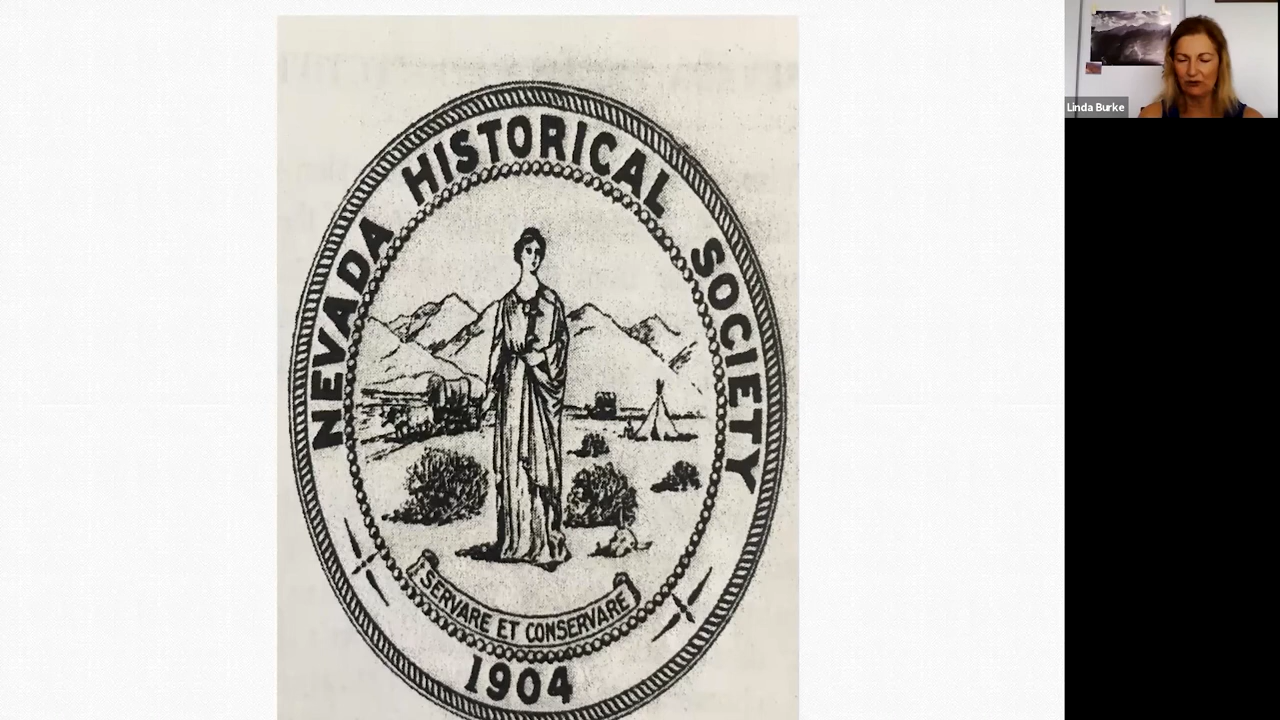 NEVADA HISTORICAL SOCIETY
SERVARE ET CONSERVARE
1904
Linda Burke